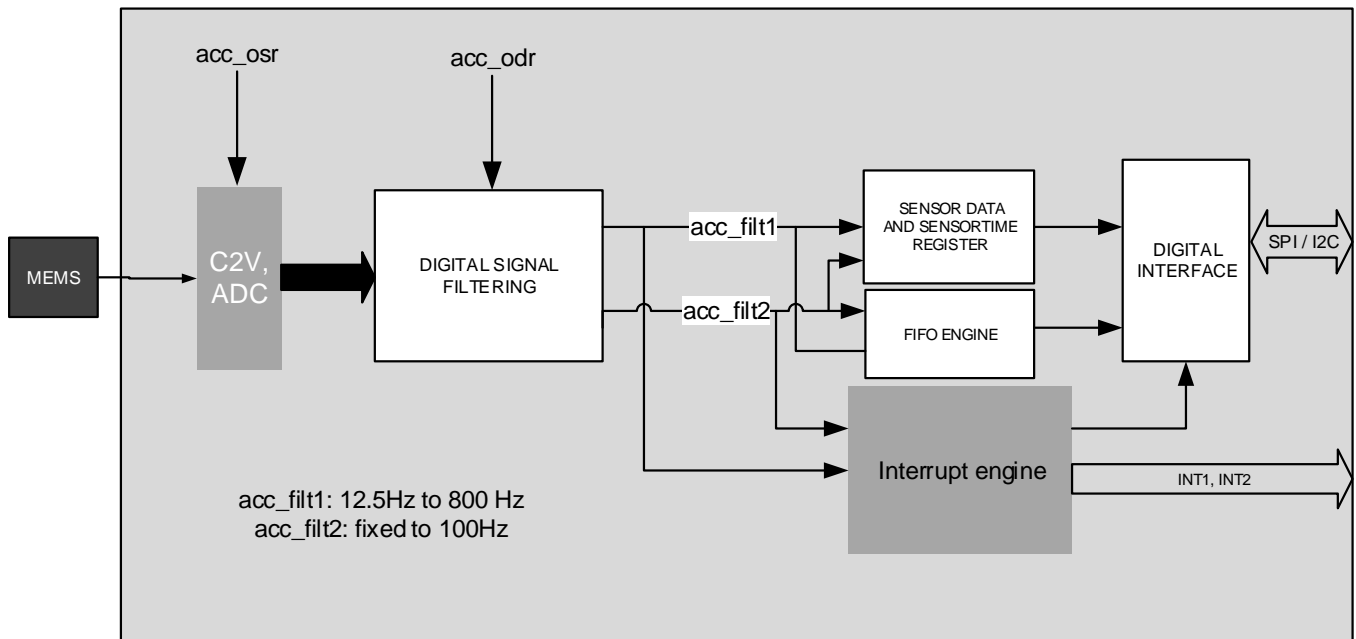 acc_osr
acc_odr
MEMS
C2V,
ADC
DIGITAL SIGNAL
FILTERING
acc_filt1
acc_filt2
SENSOR DATA
AND SENSORTIME
REGISTER
FIFO ENGINE
DIGITAL
INTERFACE
SPI / I2C
Interrupt engine
INT1, INT2
acc_filt1: 12.5Hz to 800 Hz
acc_filt2: fixed to 100Hz